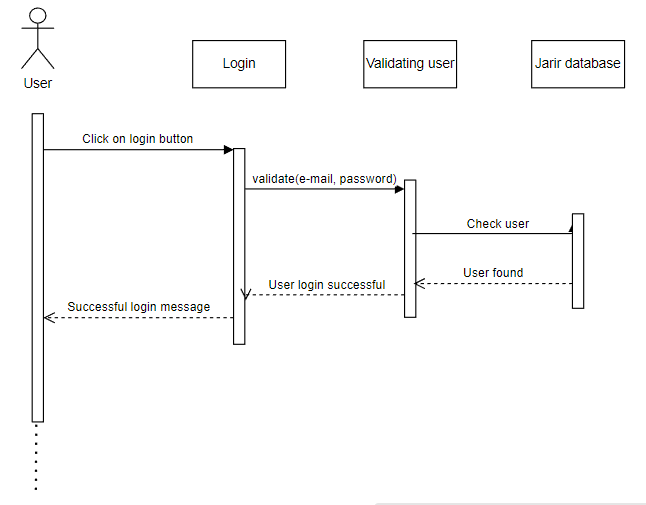 User
Login
Validating user
Jarir database
Click on login button
validate(e-mail, password)
Check user
User found
User login successful
Successful login message